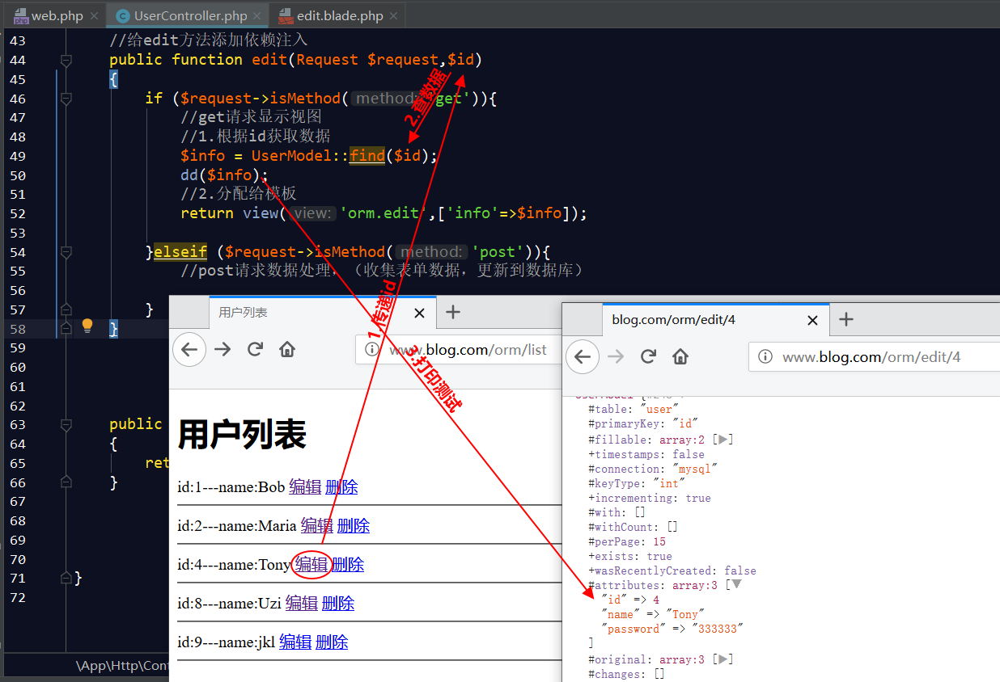 web.php
UserController.php
edit.blade.php
43 //给edit方法添加依赖注入
44 public function edit(Request $request,$id)
45 {
46 if ($request->isMethod( method: 'get')){
47 //get请求显示视图
48 //1.根据id获取数据
49 $info = UserModel::find($id);
50 dd($info);
51 //2.分配给模板
52 return view( view: 'orm.edit',['info'=>$info]);
53
54 }elseif ($request->isMethod( method: 'post')){
55 //post请求数据处理，（收集表单数据，更新到数据库）
56
57 }
58 }
59
60
61
62
63 public
64 {
65 ret
66 }
67
68
69
70
71 }
72
\App\Http\Cont
2.查数据
1.传递id
3.打印测试
用户列表
www.blog.com/orm/list
用户列表
id:1---name:Bob 编辑 删除
id:2---name:Maria 编辑 删除
id:4---name:Tony 编辑 删除
id:8---name:Uzi 编辑 删除
id:9---name:jkl 编辑 删除
blog.com/orm/edit/4
www.blog.com/orm/edit/4
#table: "user"
#primaryKey: "id"
#fillable: array:2 [▶]
+timestamps: false
#connection: "mysql"
#keyType: "int"
+incrementing: true
#with: []
#withCount: []
#perPage: 15
+exists: true
+wasRecentlyCreated: false
#attributes: array:3 [▼
"id" => 4
"name" => "Tony"
"password" => "333333"
]
#original: array:3 [▶]
#changes: []